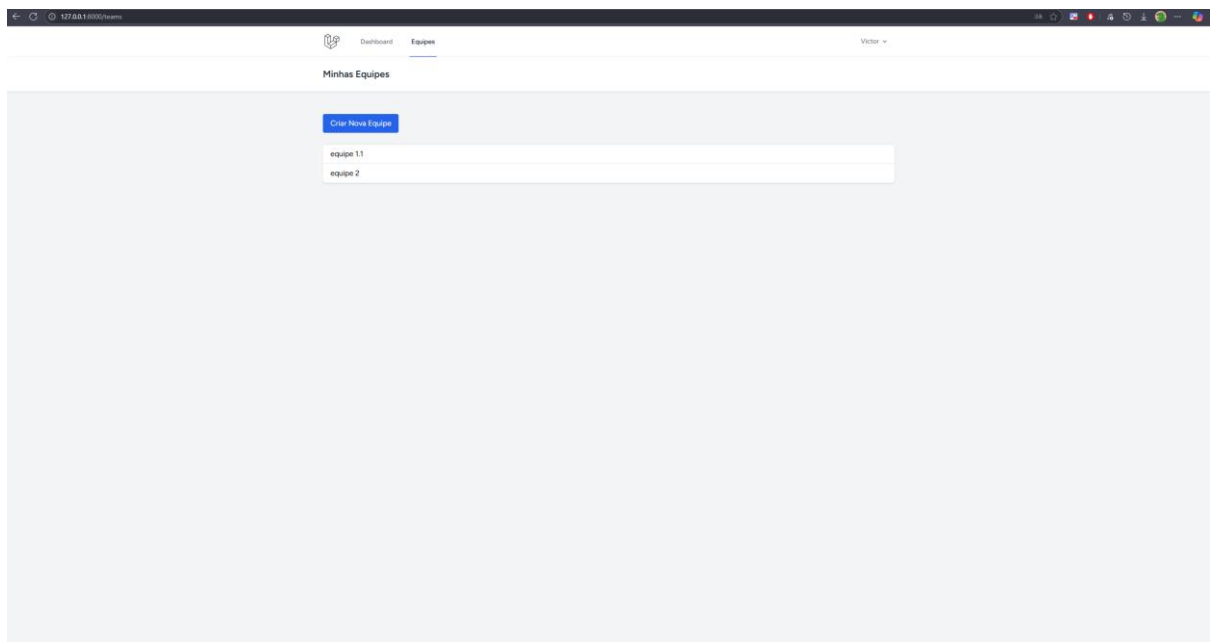 127.0.0.1:8000/teams
Dashboard Equipes Victor
Minhas Equipes
Criar Nova Equipe
equipe 1.1
equipe 2